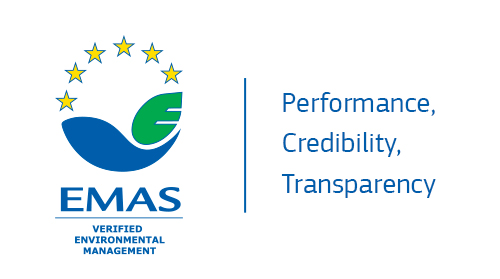 EMAS
VERIFIED
ENVIRONMENTAL
MANAGEMENT
Performance,
Credibility,
Transparency